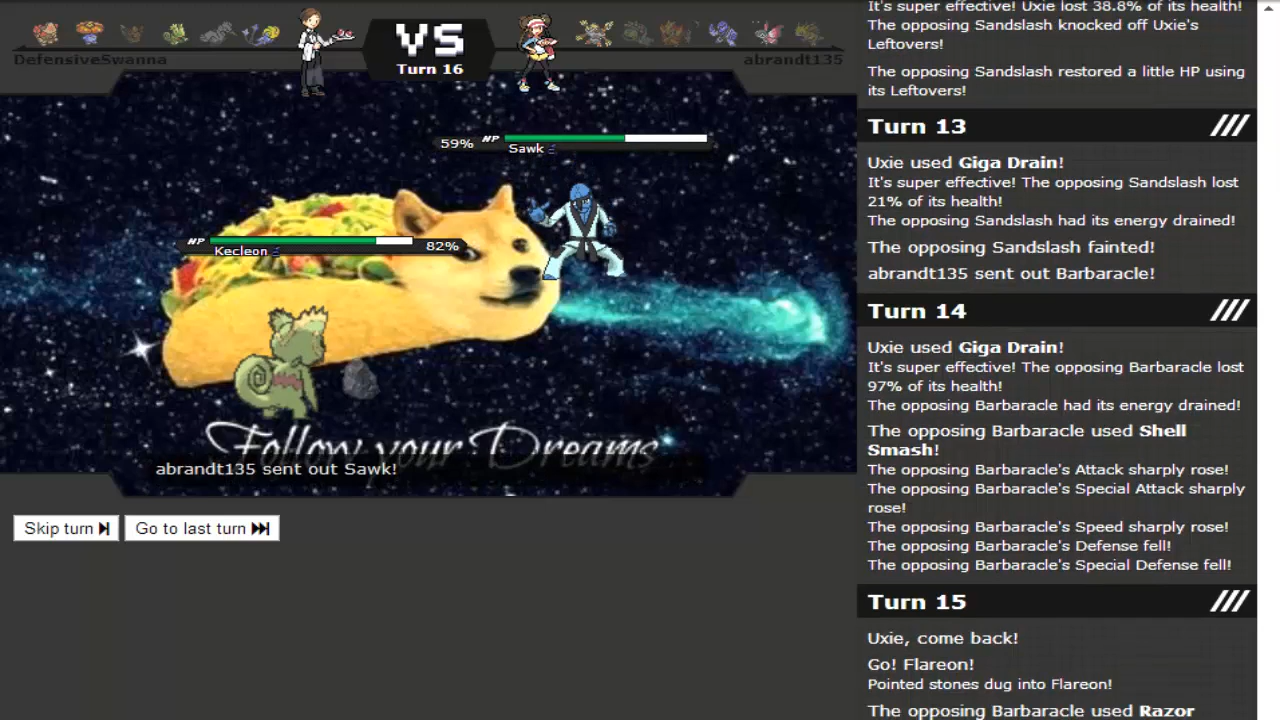 VS
Turn 16
DefensiveSwanna
abrandt135
59% HP
Sawk
HP 82%
Kecleon
Follow your Dreams
abrandt135 sent out Sawk!
Skip turn
Go to last turn
It's super effective! Uxie lost 38.8% of its health!
The opposing Sandslash knocked off Uxie's
Leftovers!
The opposing Sandslash restored a little HP using
its Leftovers!
Turn 13
Uxie used Giga Drain!
It's super effective! The opposing Sandslash lost
21% of its health!
The opposing Sandslash had its energy drained!
The opposing Sandslash fainted!
abrandt135 sent out Barbaracle!
Turn 14
Uxie used Giga Drain!
It's super effective! The opposing Barbaracle lost
97% of its health!
The opposing Barbaracle had its energy drained!
The opposing Barbaracle used Shell
Smash!
The opposing Barbaracle's Attack sharply rose!
The opposing Barbaracle's Special Attack sharply
rose!
The opposing Barbaracle's Speed sharply rose!
The opposing Barbaracle's Defense fell!
The opposing Barbaracle's Special Defense fell!
Turn 15
Uxie, come back!
Go! Flareon!
Pointed stones dug into Flareon!
The opposing Barbaracle used Razor